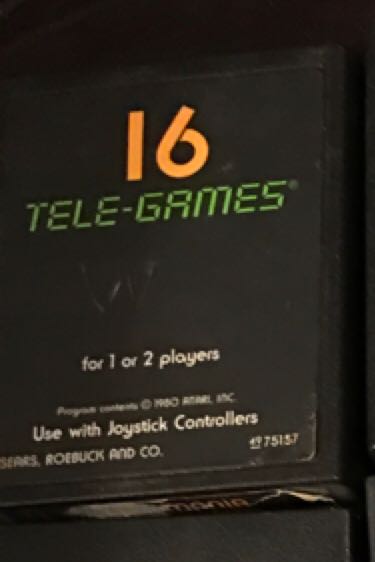 16
TELE-GAMES®
for 1 or 2 players
Program contents © 1980 ATARI, INC.
Use with Joystick Controllers
SEARS, ROEBUCK AND CO.
49 75157
MANIA